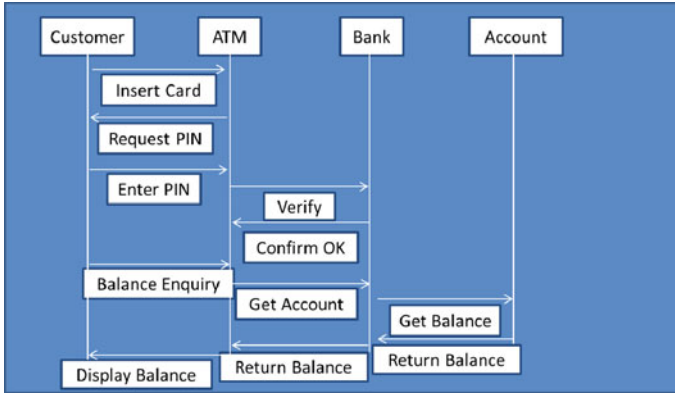 Customer
ATM
Bank
Account
Insert Card
Request PIN
Enter PIN
Verify
Confirm OK
Balance Enquiry
Get Account
Get Balance
Return Balance
Return Balance
Display Balance